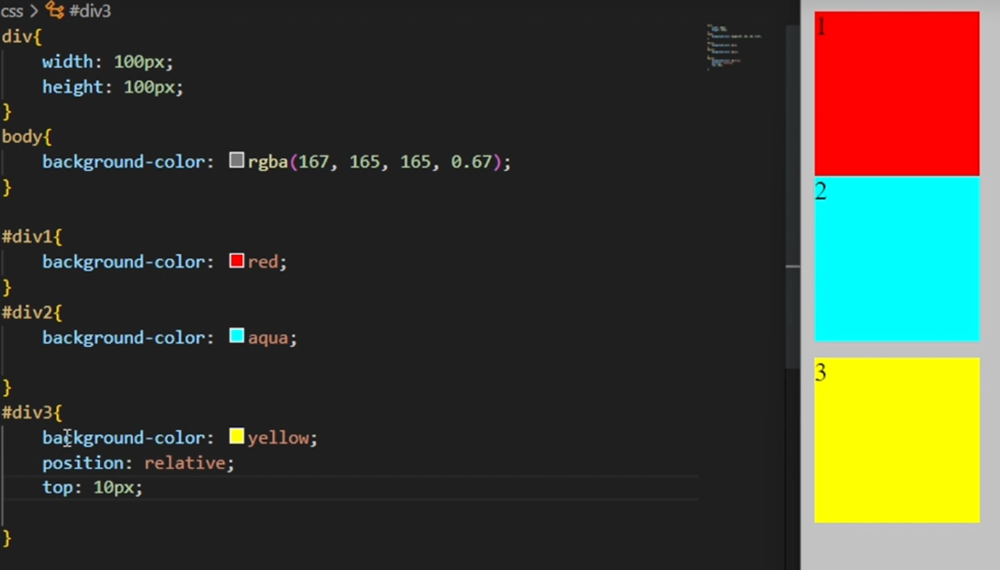 css > #div3
div{
    width: 100px;
    height: 100px;
}
body{
    background-color: rgba(167, 165, 165, 0.67);
}
#div1{
    background-color: red;
}
#div2{
    background-color: aqua;
}
#div3{
    background-color: yellow;
    position: relative;
    top: 10px;
}
1
2
3